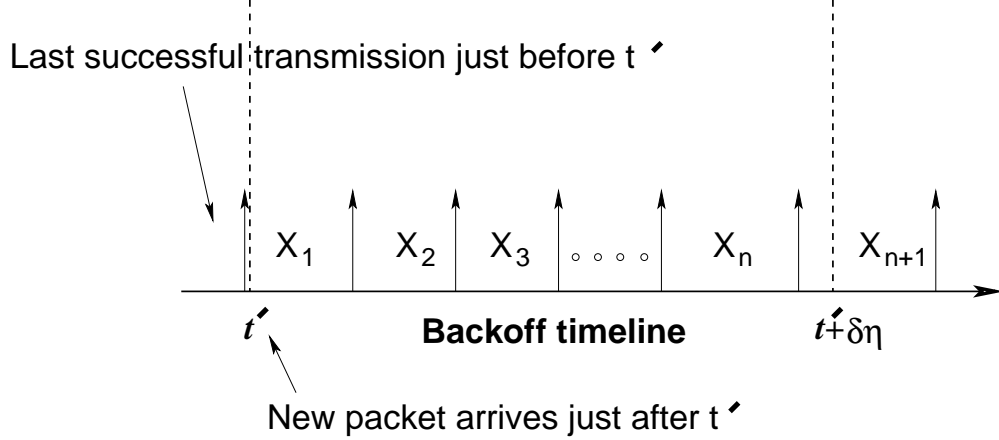 Last successful transmission just before t ′
X1 X2 X3 Xn Xn+1
t′ Backoff timeline t′+δη
New packet arrives just after t ′